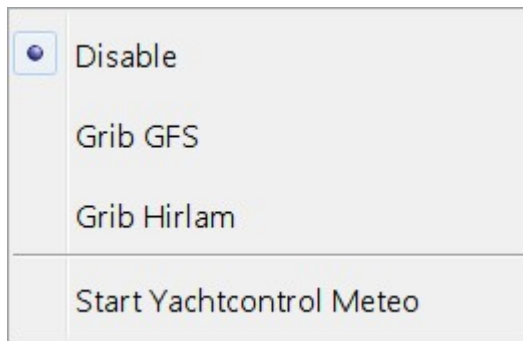 Disable
Grib GFS
Grib Hirlam
Start Yachtcontrol Meteo